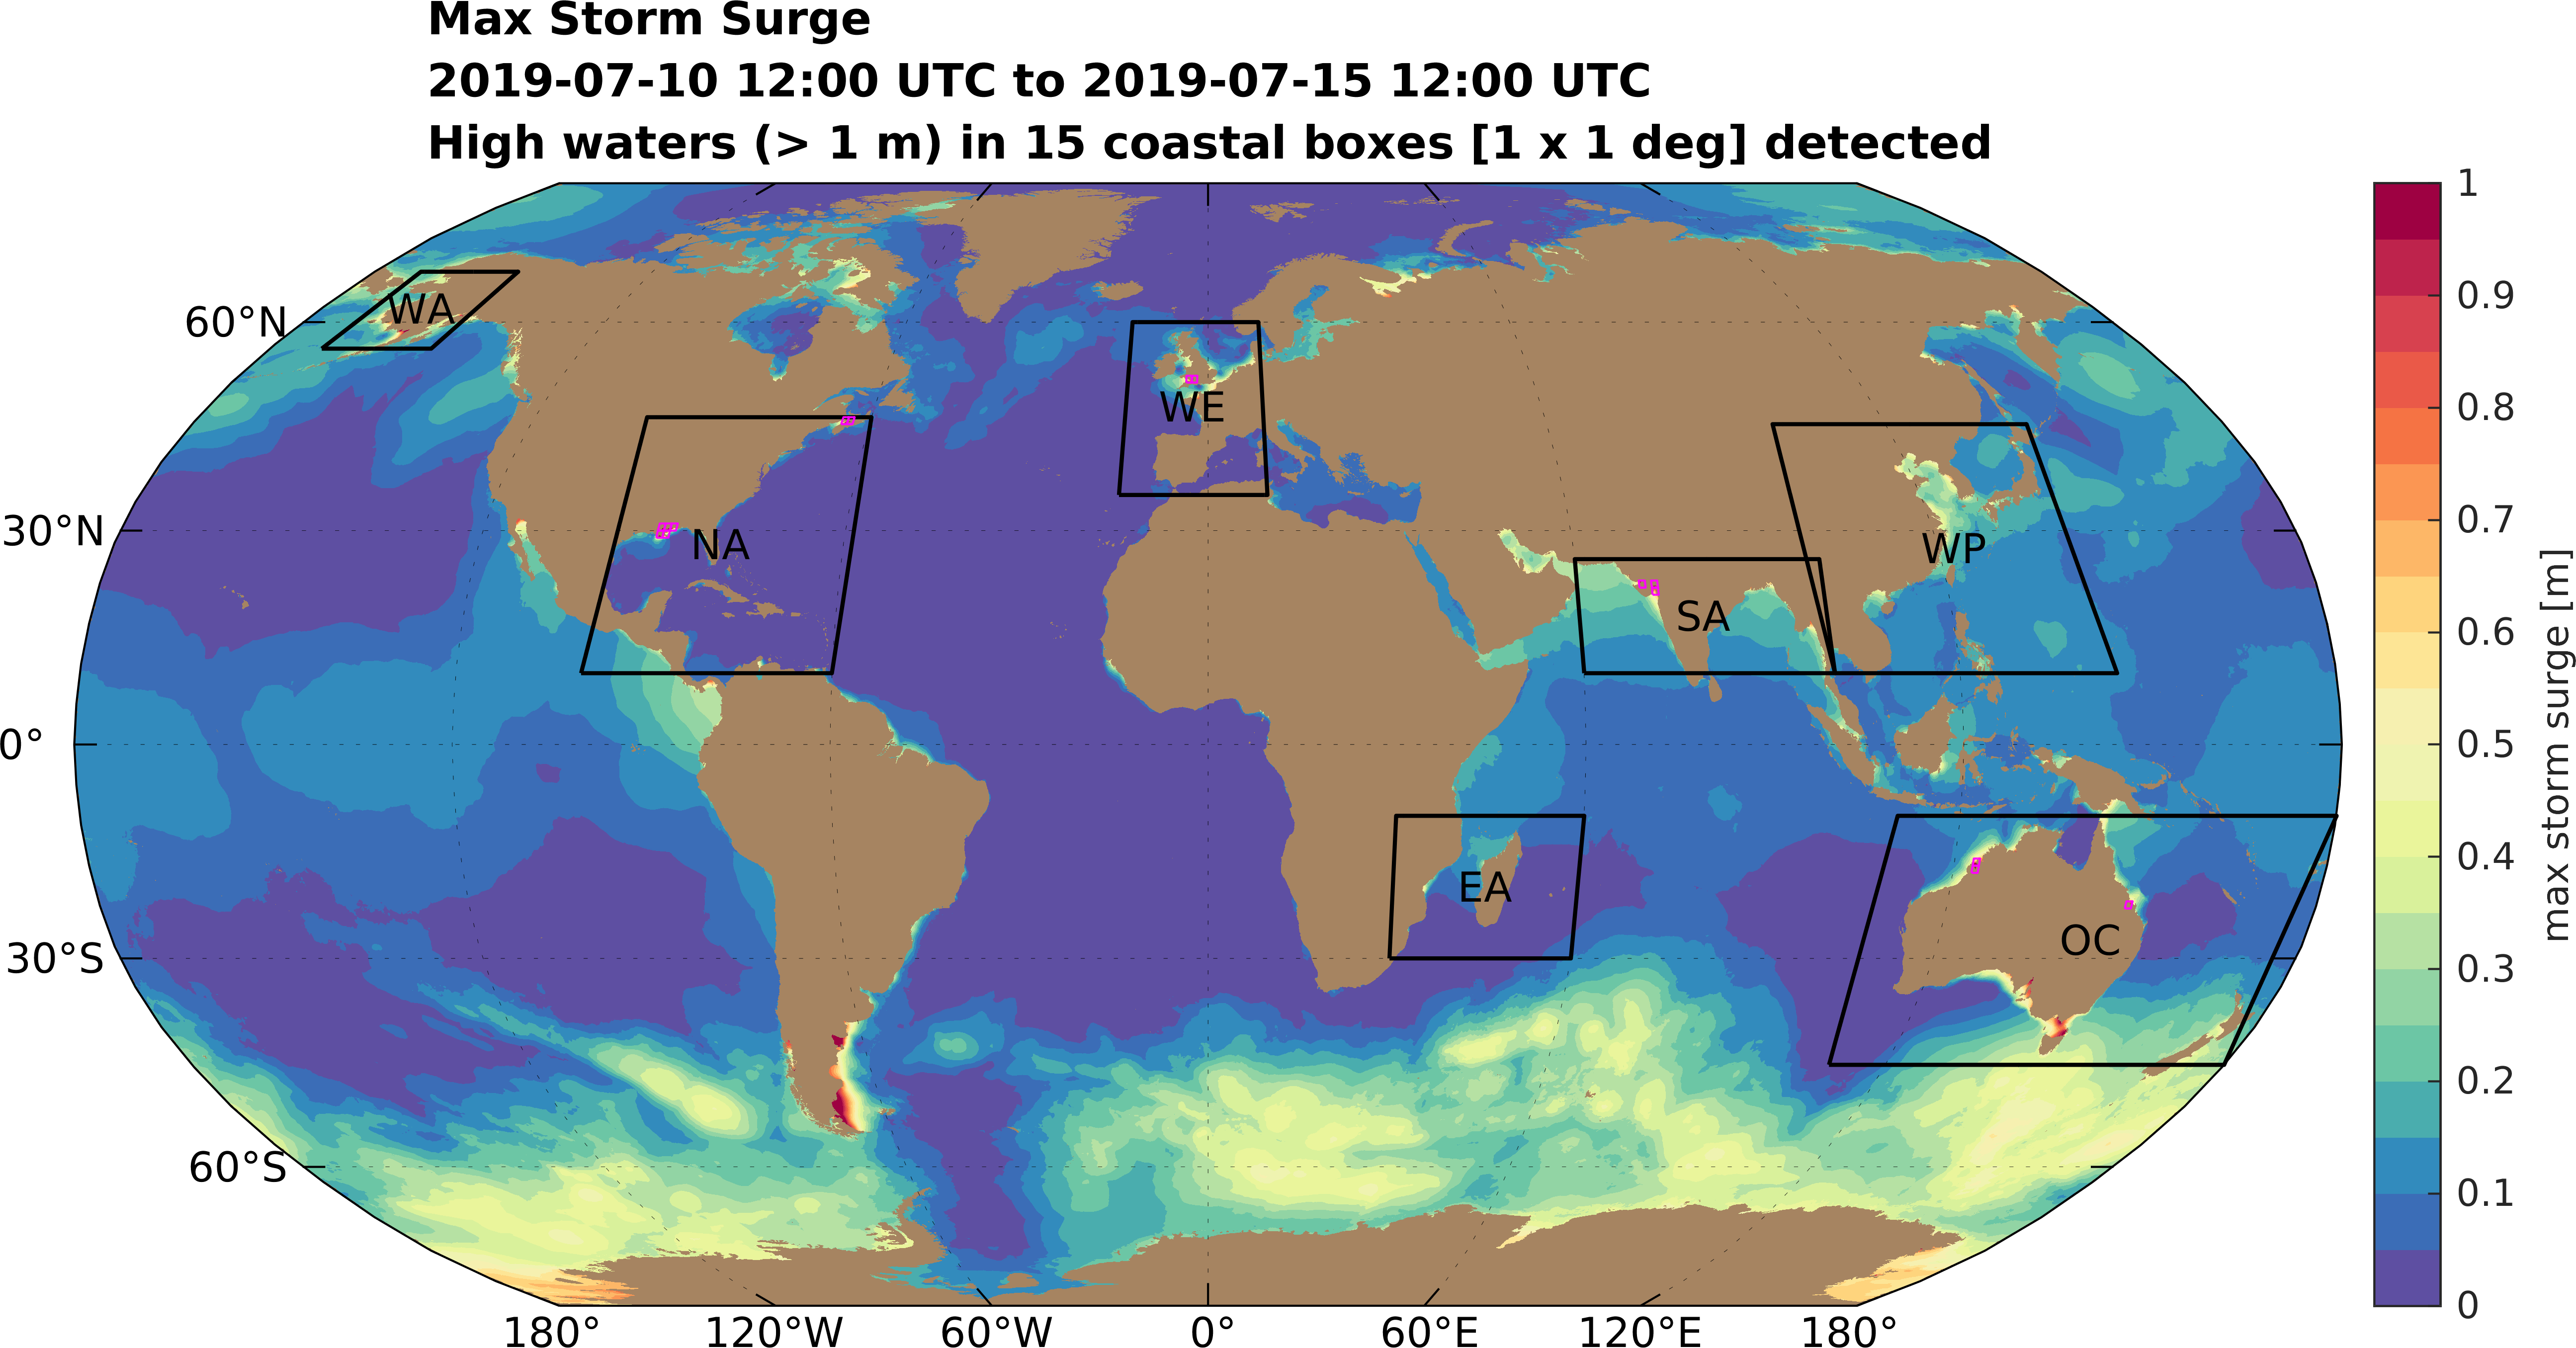 Max Storm Surge
2019-07-10 12:00 UTC to 2019-07-15 12:00 UTC
High waters (> 1 m) in 15 coastal boxes [1 x 1 deg] detected
60°N
30°N
0°
30°S
60°S
WA
NA
WE
SA
WP
EA
OC
180°
120°W
60°W
0°
60°E
120°E
180°
1
0.9
0.8
0.7
0.6
0.5
0.4
0.3
0.2
0.1
0
max storm surge [m]